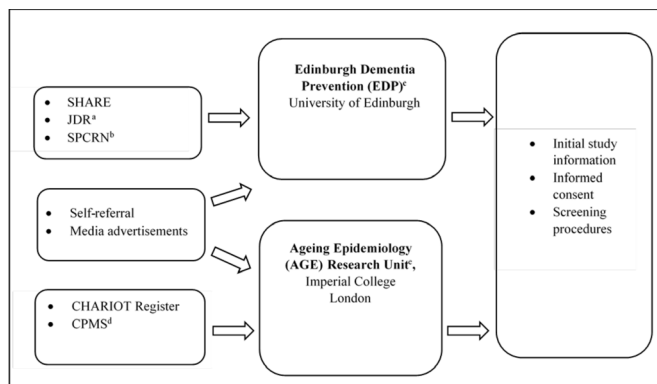 SHARE
JDRᵃ
SPCRNᵇ
Self-referral
Media advertisements
CHARIOT Register
CPMSᵈ
Edinburgh Dementia
Prevention (EDP)ᶜ
University of Edinburgh
Ageing Epidemiology
(AGE) Research Unitᶜ,
Imperial College
London
Initial study
information
Informed
consent
Screening
procedures